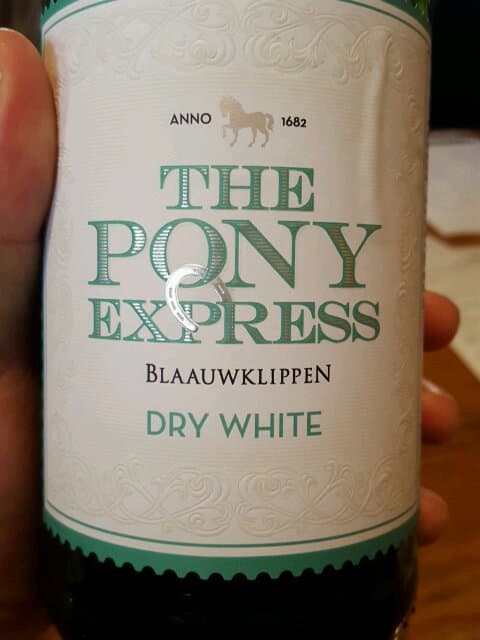 ANNO 1682
THE
PONY
EXPRESS
BLAAUWKLIPPEN
DRY WHITE